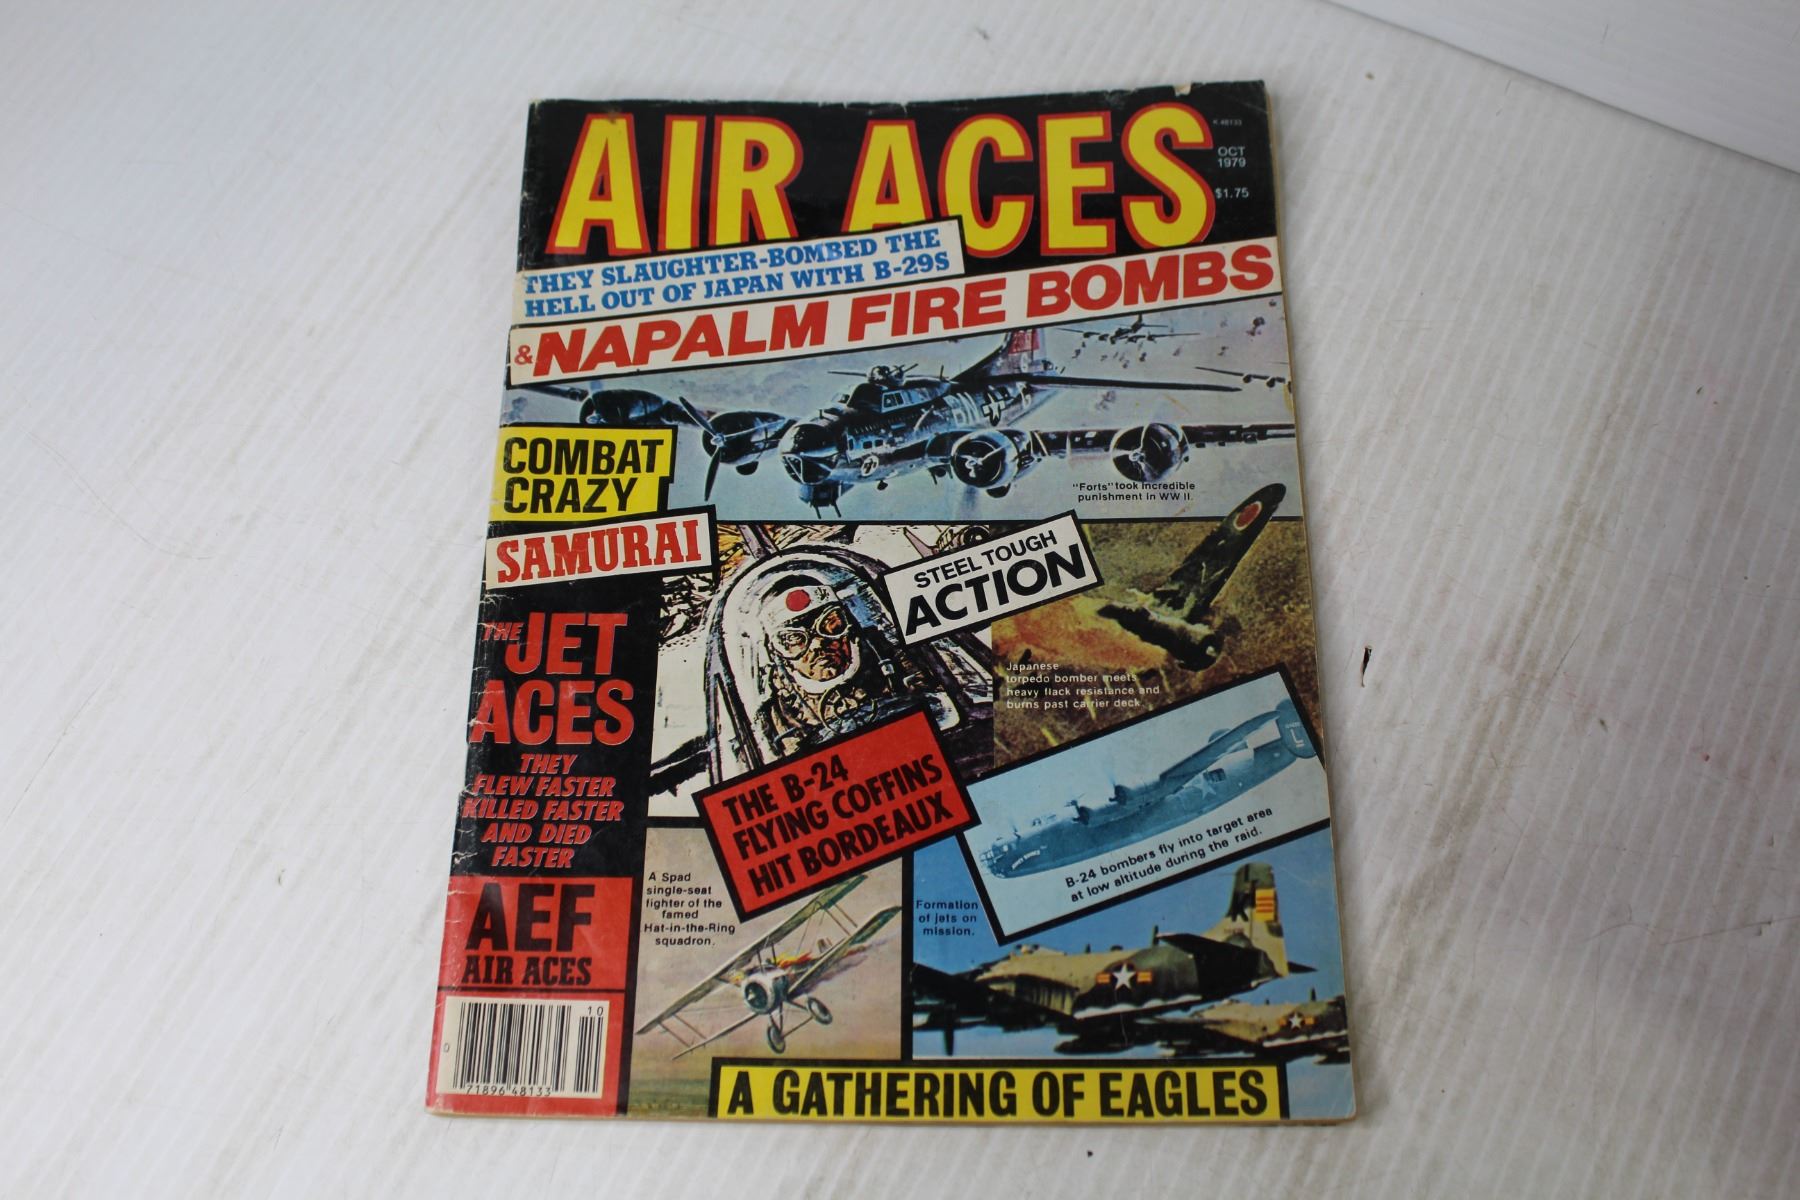 AIR ACES
K 48133
OCT
1979
$1.75
THEY SLAUGHTER-BOMBED THE
HELL OUT OF JAPAN WITH B-29S
& NAPALM FIRE BOMBS
"Forts" took incredible
punishment in WW II.
COMBAT
CRAZY
SAMURAI
STEEL TOUGH
ACTION
Japanese
torpedo bomber meets
heavy flack resistance and
burns past carrier deck.
THE JET
ACES
THEY
FLEW FASTER
KILLED FASTER
AND DIED
FASTER
THE B-24
FLYING COFFINS
HIT BORDEAUX
B-24 bombers fly into target area
at low altitude during the raid.
A Spad
single-seat
fighter of the
famed
Hat-in-the-Ring
squadron.
Formation
of jets on
mission.
AEF
AIR ACES
10
0
71896 48133
A GATHERING OF EAGLES